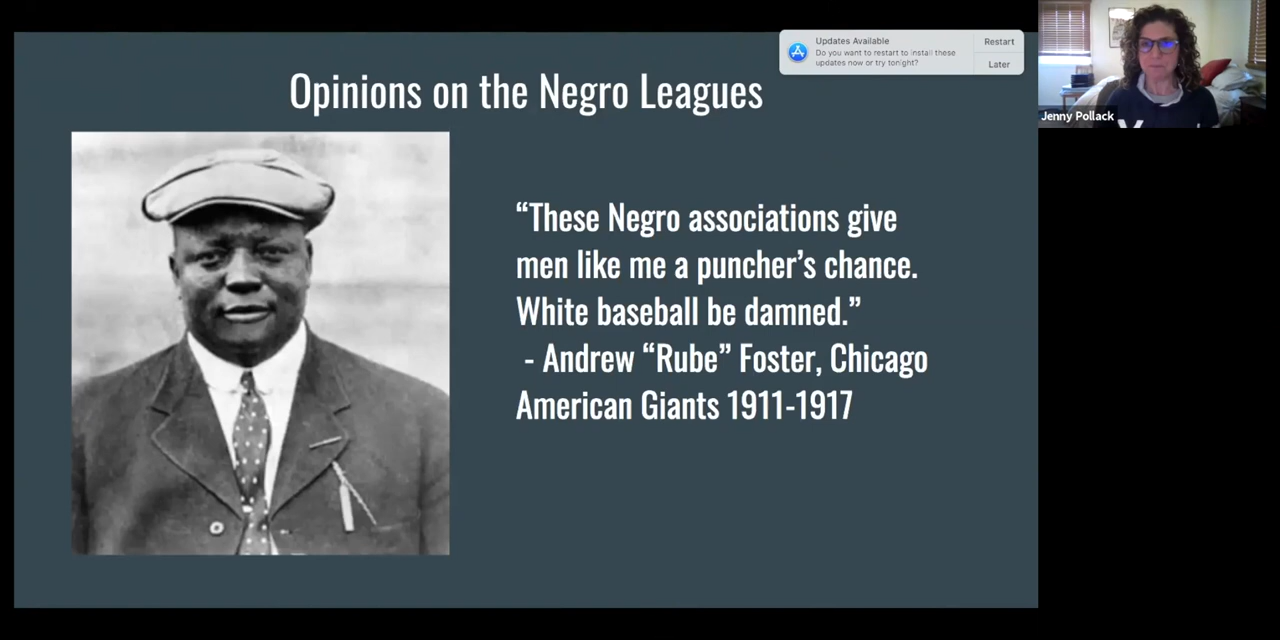 Opinions on the Negro Leagues
“These Negro associations give
men like me a puncher’s chance.
White baseball be damned.”
- Andrew “Rube” Foster, Chicago
American Giants 1911-1917
Updates Available
Do you want to restart to install these
updates now or try tonight?
Restart
Later
Jenny Pollack